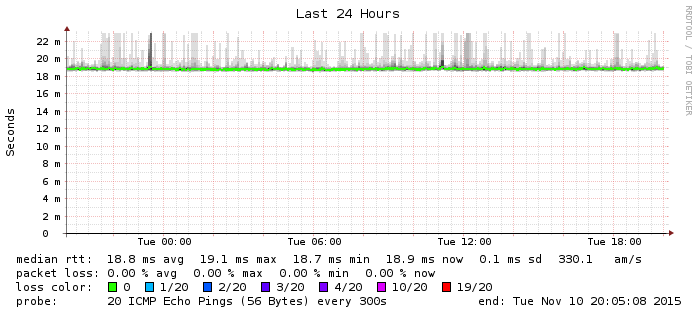 Last 24 Hours
RRDTOOL / TOBI OETIKER
Seconds
22 m
20 m
18 m
16 m
14 m
12 m
10 m
8 m
6 m
4 m
2 m
0
Tue 00:00 Tue 06:00 Tue 12:00 Tue 18:00
median rtt: 18.8 ms avg 19.1 ms max 18.7 ms min 18.9 ms now 0.1 ms sd 330.1 am/s
packet loss: 0.00 % avg 0.00 % max 0.00 % min 0.00 % now
loss color: 0 1/20 2/20 3/20 4/20 10/20 19/20
probe: 20 ICMP Echo Pings (56 Bytes) every 300s end: Tue Nov 10 20:05:08 2015